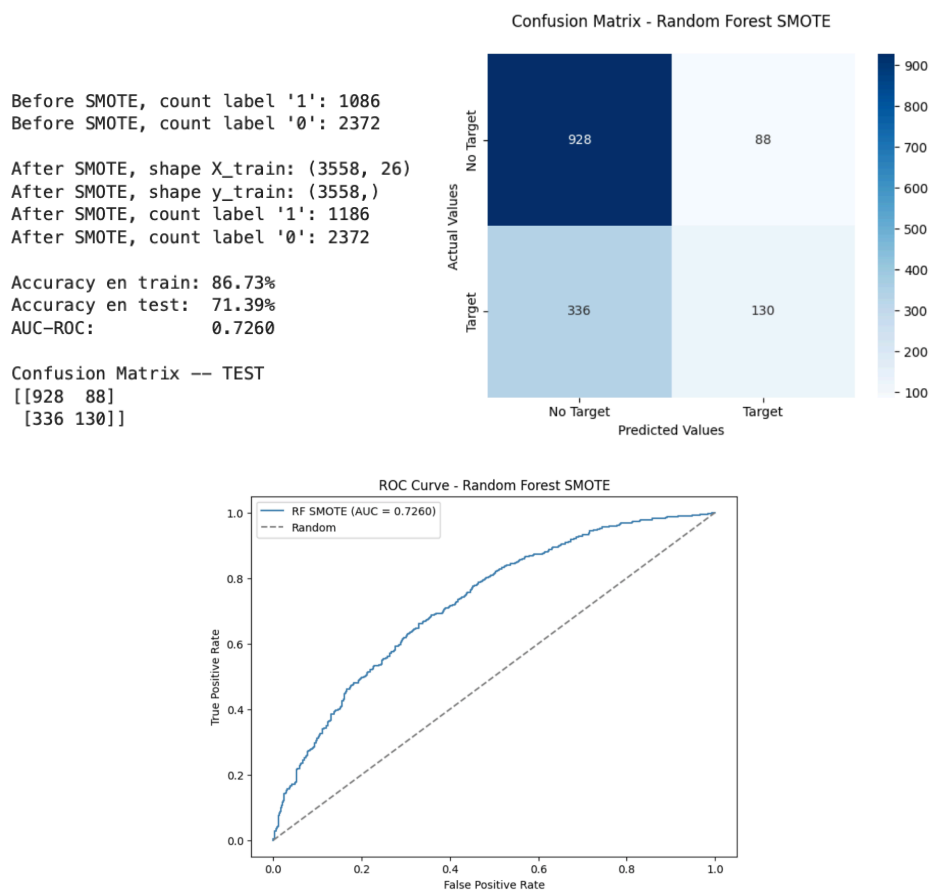 Before SMOTE, count label '1': 1086
Before SMOTE, count label '0': 2372
After SMOTE, shape X_train: (3558, 26)
After SMOTE, shape y_train: (3558,)
After SMOTE, count label '1': 1186
After SMOTE, count label '0': 2372
Accuracy en train: 86.73%
Accuracy en test: 71.39%
AUC-ROC: 0.7260
Confusion Matrix -- TEST
[[928 88]
[336 130]]
Confusion Matrix - Random Forest SMOTE
Actual Values
No Target
Target
928
88
336
130
No Target
Target
Predicted Values
900
800
700
600
500
400
300
200
100
ROC Curve - Random Forest SMOTE
RF SMOTE (AUC = 0.7260)
Random
True Positive Rate
1.0
0.8
0.6
0.4
0.2
0.0
0.0
0.2
0.4
0.6
0.8
1.0
False Positive Rate